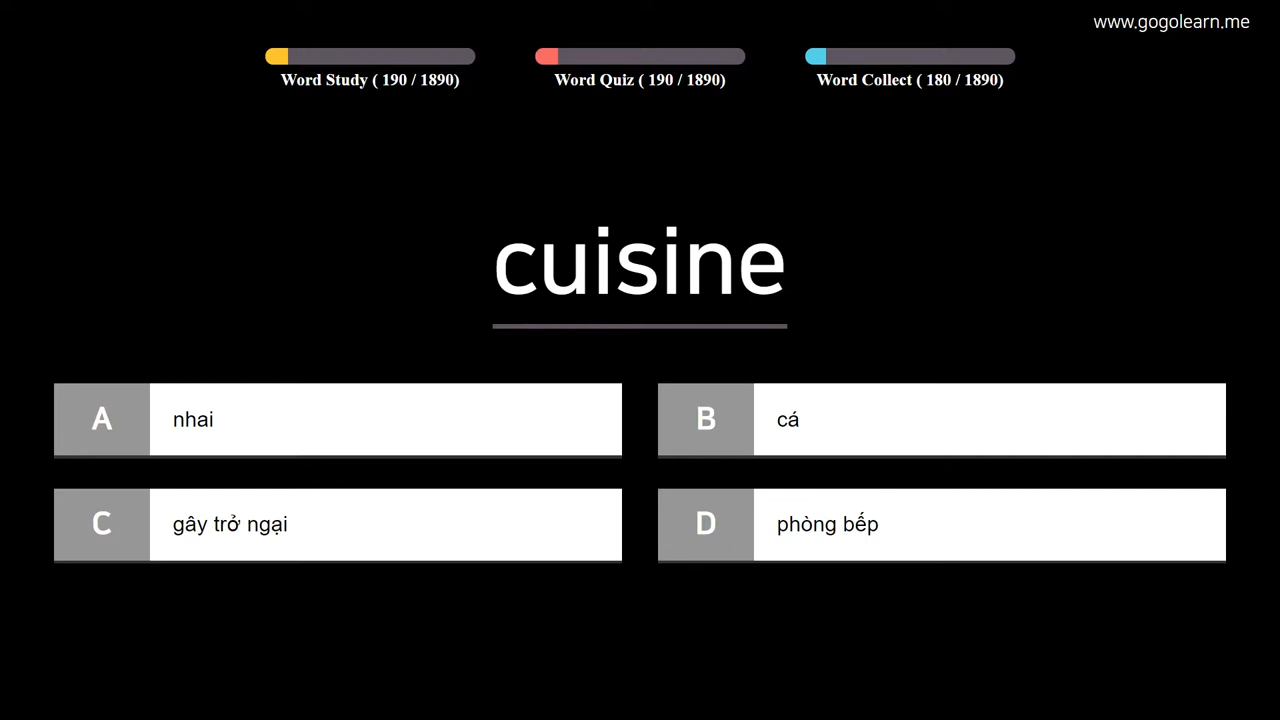 www.gogolearn.me
Word Study ( 190 / 1890)
Word Quiz ( 190 / 1890)
Word Collect ( 180 / 1890)
cuisine
A
nhai
B
cá
C
gây trở ngại
D
phòng bếp